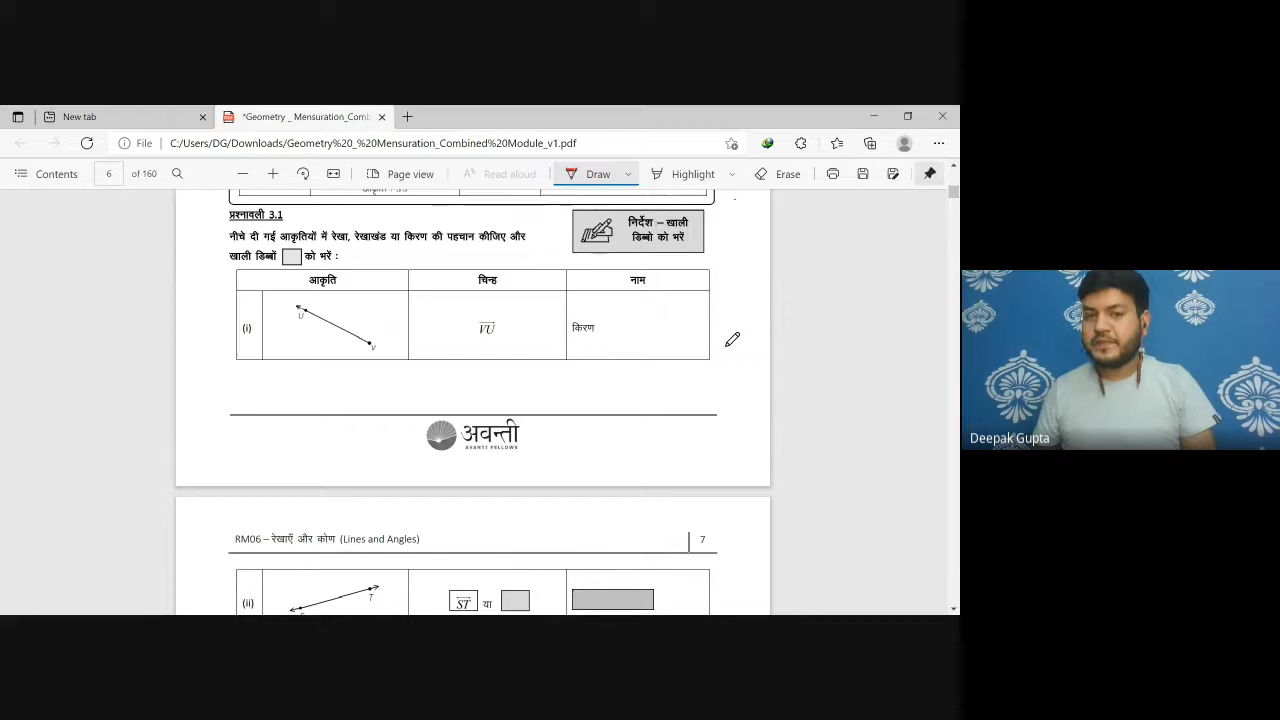 New tab
*Geometry _ Mensuration_Comb
File
C:/Users/DG/Downloads/Geometry%20_%20Mensuration_Combined%20Module_v1.pdf
Contents
6 of 160
Page view
Read aloud
Draw
Highlight
Erase
प्रश्नावली 3.1
नीचे दी गई आकृतियों में रेखा, रेखाखंड या किरण की पहचान कीजिए और
खाली डिब्बों को भरें :
निर्देश :– खाली
डिब्बो को भरें
आकृति चिन्ह नाम
(i) U V VU किरण
अवन्ती
AVANTI FELLOWS
RM06 – रेखाएँ और कोण (Lines and Angles) 7
(ii) T ST या
Deepak Gupta